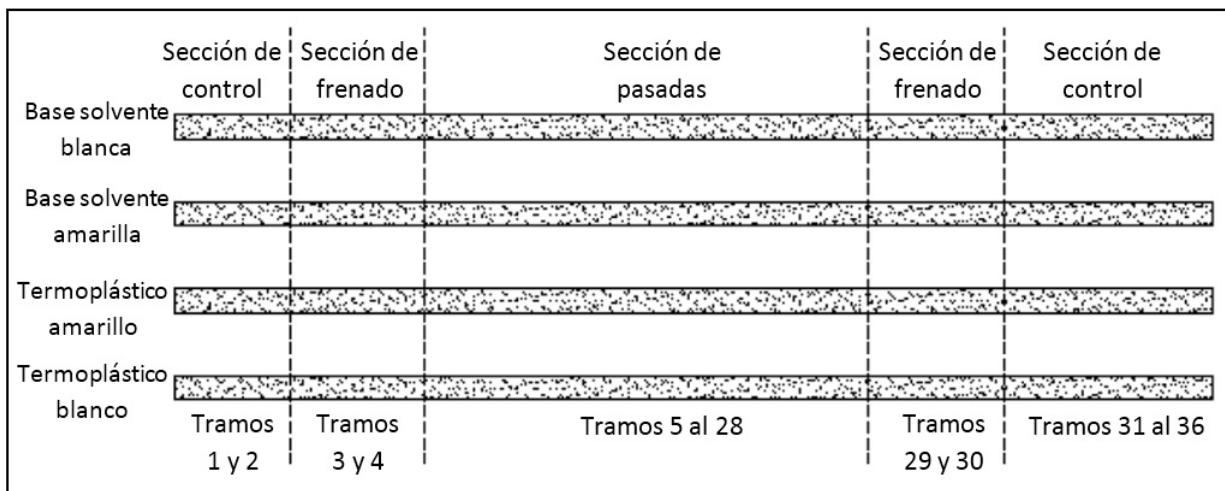 Sección de control
Sección de frenado
Sección de pasadas
Sección de frenado
Sección de control
Base solvente
blanca
Base solvente
amarilla
Termoplástico
amarillo
Termoplástico
blanco
Tramos
1 y 2
Tramos
3 y 4
Tramos 5 al 28
Tramos
29 y 30
Tramos 31 al 36